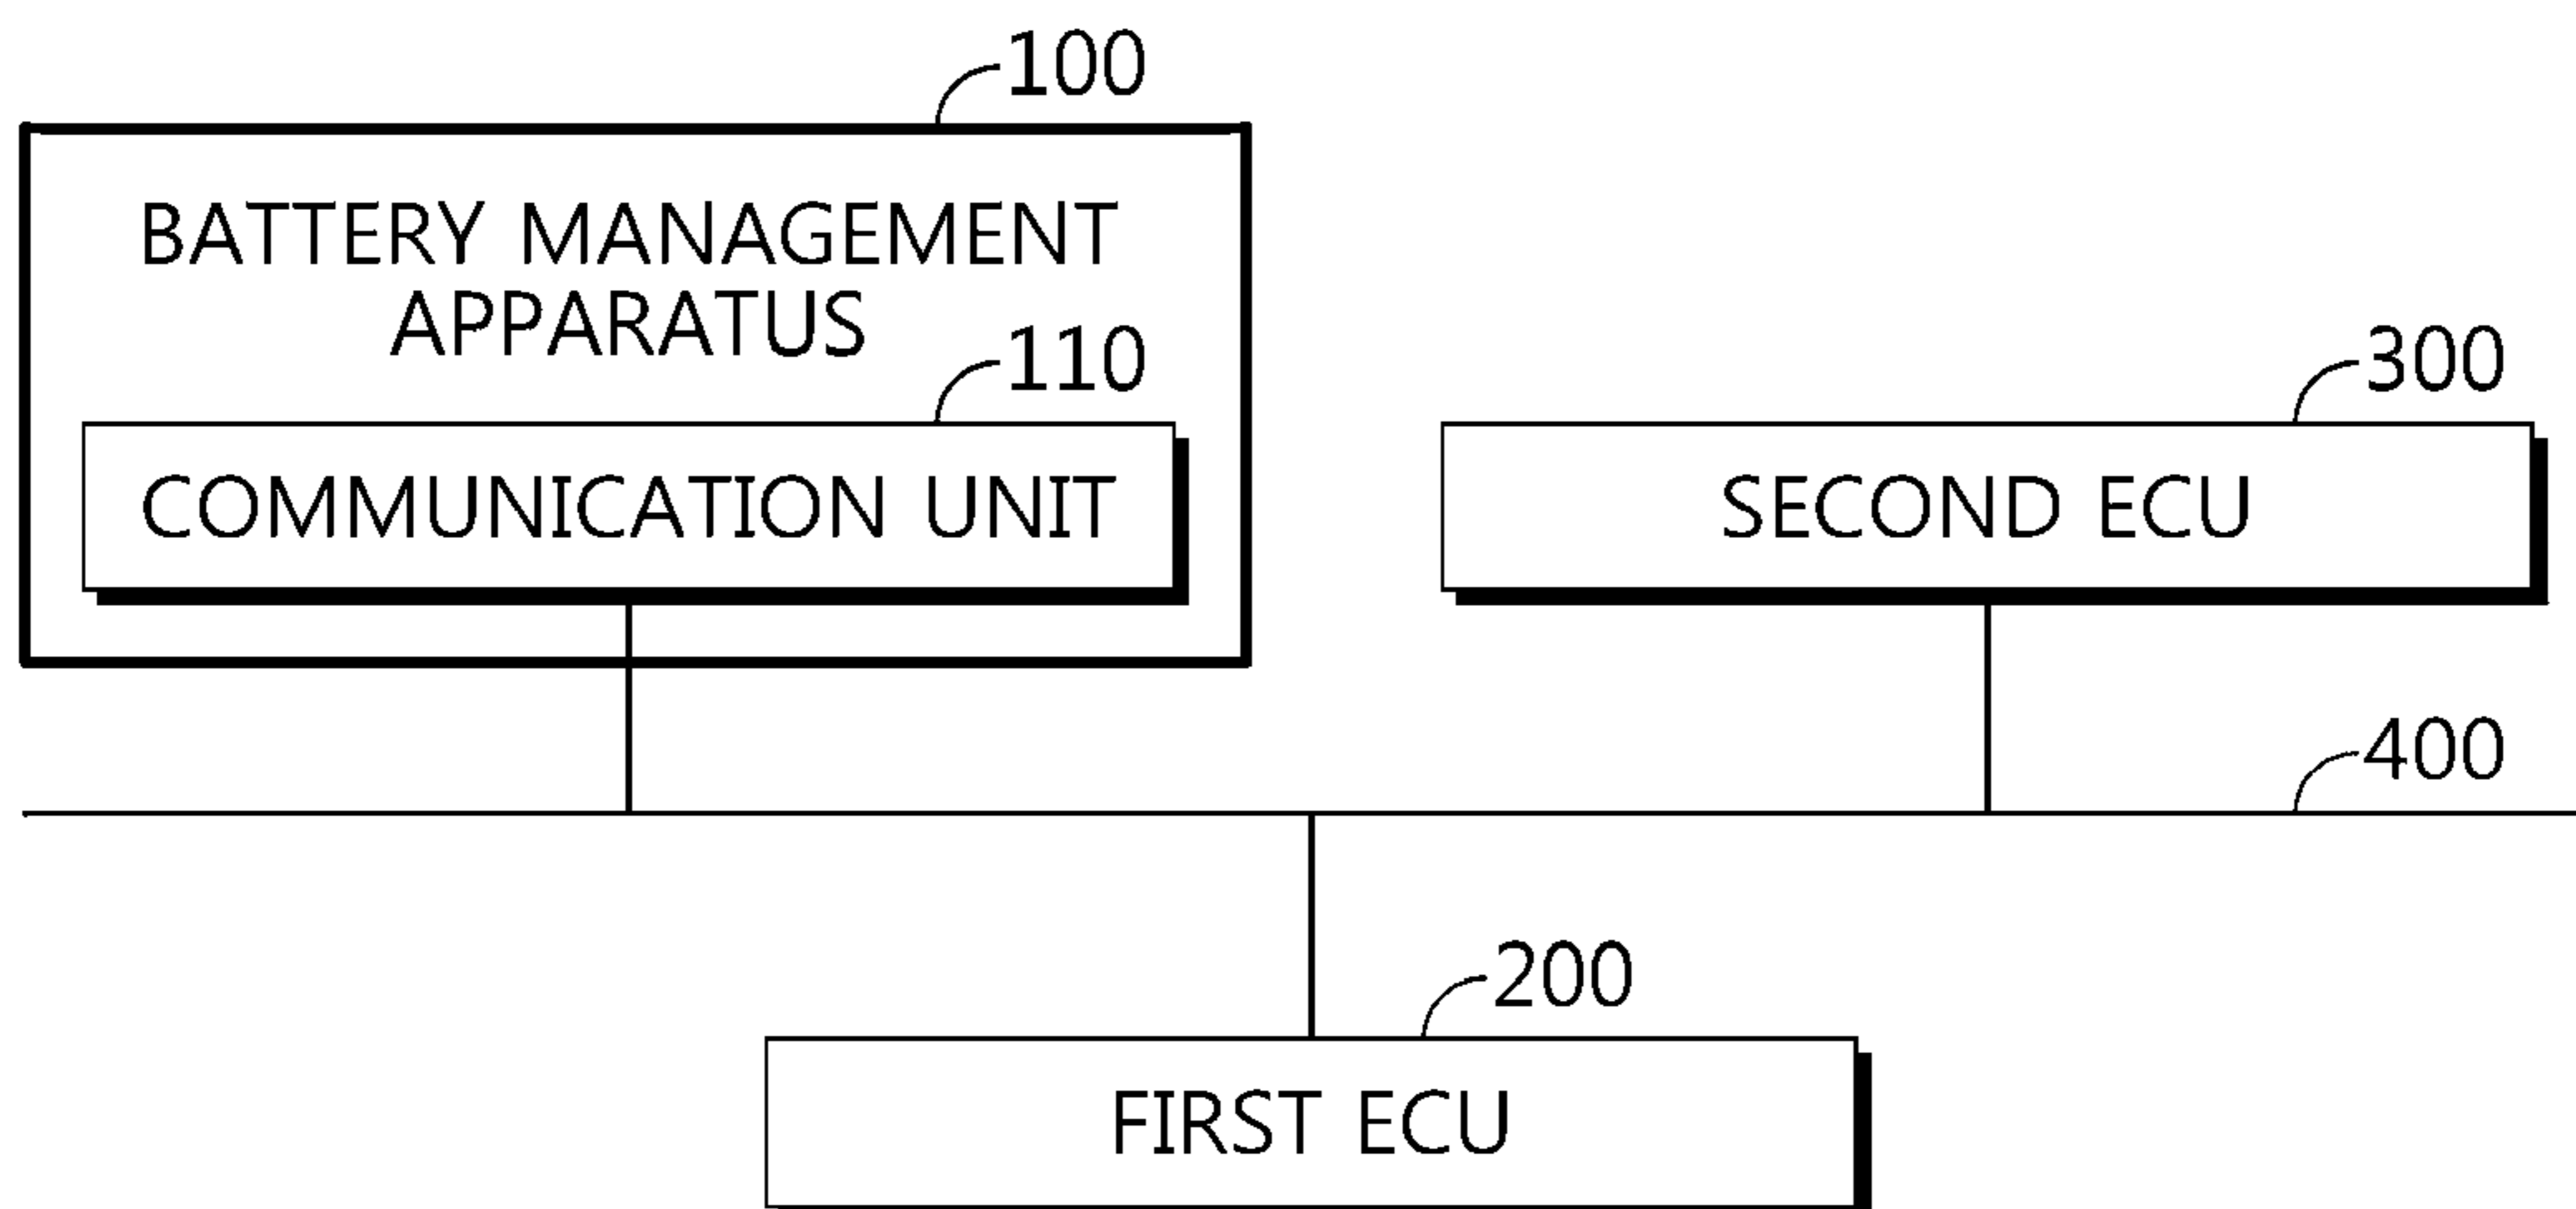 100
BATTERY MANAGEMENT
APPARATUS
110
COMMUNICATION UNIT
300
SECOND ECU
400
200
FIRST ECU